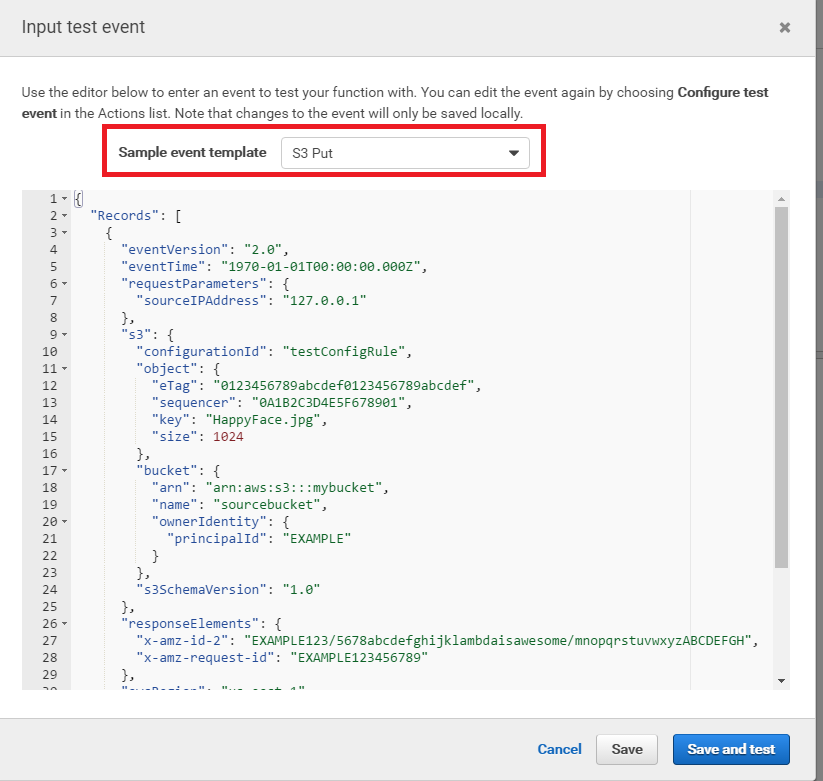 Input test event ×
Use the editor below to enter an event to test your function with. You can edit the event again by choosing Configure test
event in the Actions list. Note that changes to the event will only be saved locally.
Sample event template S3 Put
1 {
2 "Records": [
3 {
4 "eventVersion": "2.0",
5 "eventTime": "1970-01-01T00:00:00.000Z",
6 "requestParameters": {
7 "sourceIPAddress": "127.0.0.1"
8 },
9 "s3": {
10 "configurationId": "testConfigRule",
11 "object": {
12 "eTag": "0123456789abcdef0123456789abcdef",
13 "sequencer": "0A1B2C3D4E5F678901",
14 "key": "HappyFace.jpg",
15 "size": 1024
16 },
17 "bucket": {
18 "arn": "arn:aws:s3:::mybucket",
19 "name": "sourcebucket",
20 "ownerIdentity": {
21 "principalId": "EXAMPLE"
22 }
23 },
24 "s3SchemaVersion": "1.0"
25 },
26 "responseElements": {
27 "x-amz-id-2": "EXAMPLE123/5678abcdefghijklambdaisawesome/mnopqrstuvwxyzABCDEFGH",
28 "x-amz-request-id": "EXAMPLE123456789"
29 },
Cancel Save Save and test